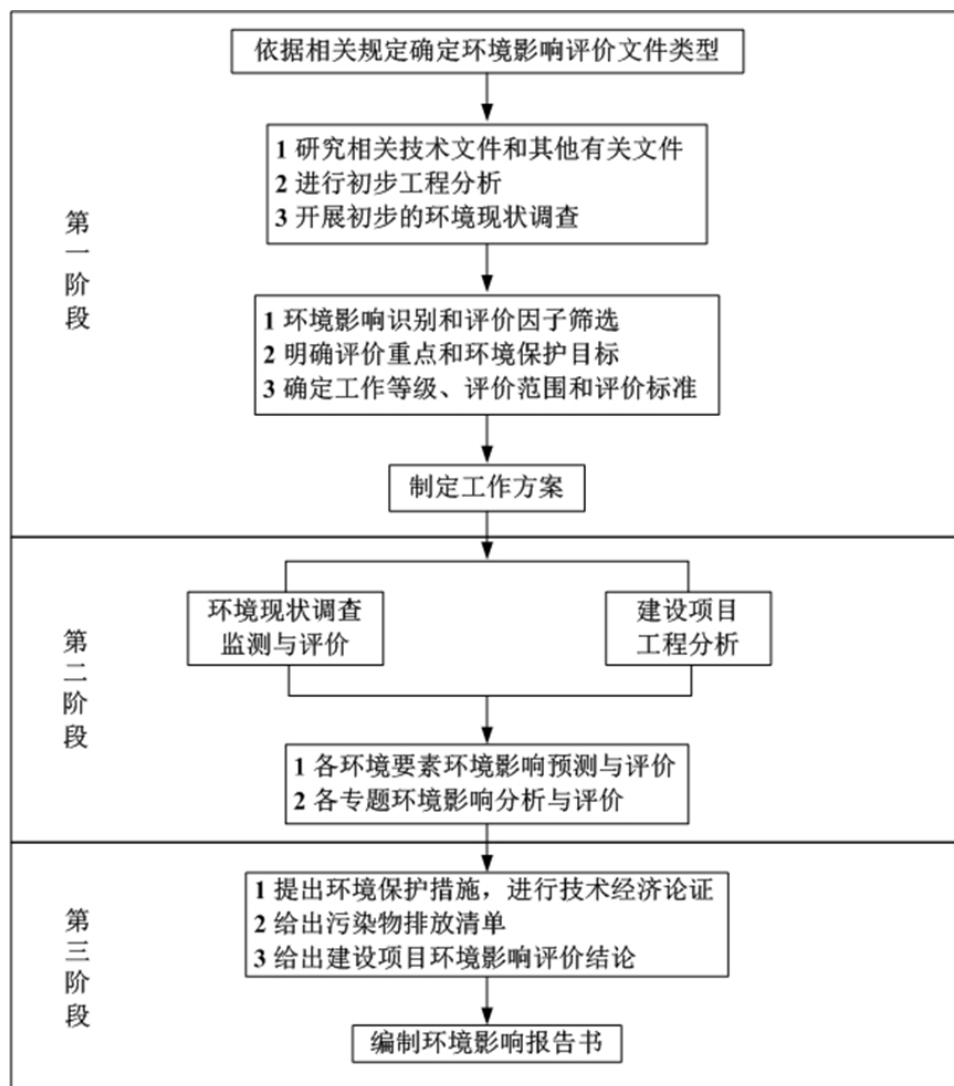 依据相关规定确定环境影响评价文件类型
1 研究相关技术文件和其他有关文件
2 进行初步工程分析
3 开展初步的环境现状调查
第一阶段
1 环境影响识别和评价因子筛选
2 明确评价重点和环境保护目标
3 确定工作等级、评价范围和评价标准
制定工作方案
环境现状调查
监测与评价
建设项目
工程分析
第二阶段
1 各环境要素环境影响预测与评价
2 各专题环境影响分析与评价
1 提出环境保护措施，进行技术经济论证
2 给出污染物排放清单
3 给出建设项目环境影响评价结论
第三阶段
编制环境影响报告书